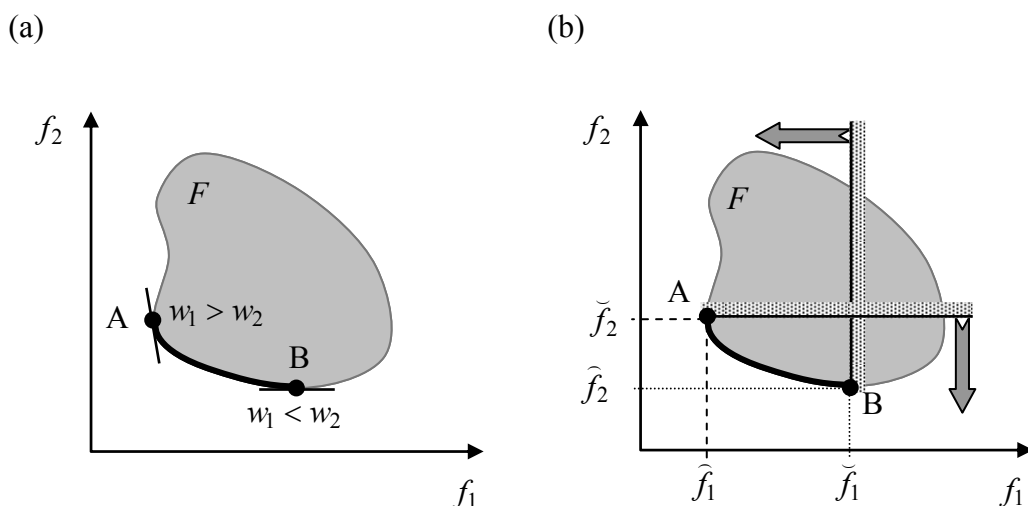 (a)
(b)
f₂
F
A
w₁ > w₂
B
w₁ < w₂
f₁
f₂
F
A
f̆₂
f̂₂
B
f̂₁
f̆₁
f₁